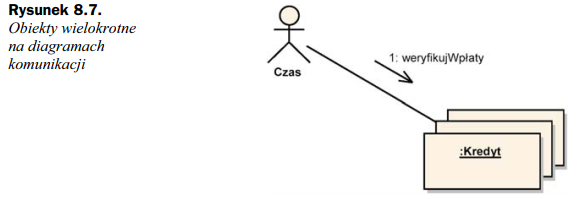 Rysunek 8.7.
Obiekty wielokrotne
na diagramach
komunikacji
Czas
1: weryfikujWpłaty
:Kredyt